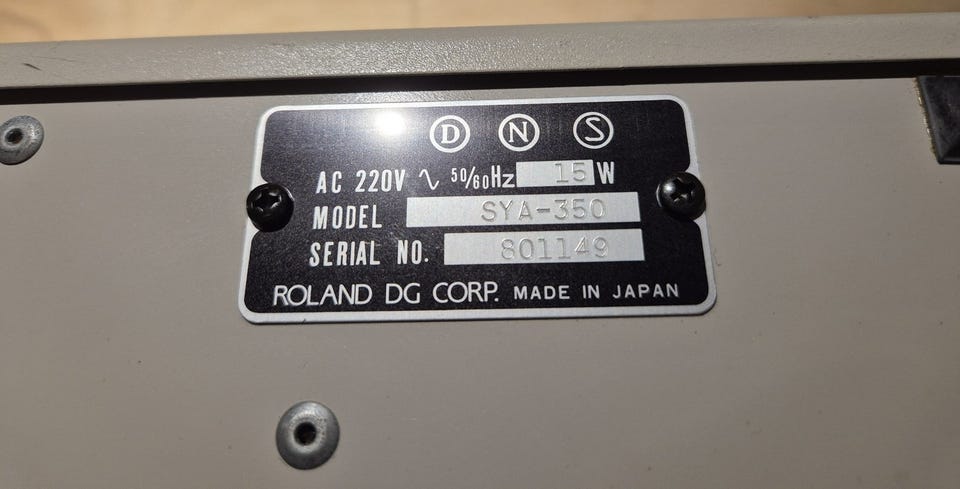 D N S
AC 220V ∿ 50/60Hz 15 W
MODEL SYA-350
SERIAL NO. 801149
ROLAND DG CORP. MADE IN JAPAN